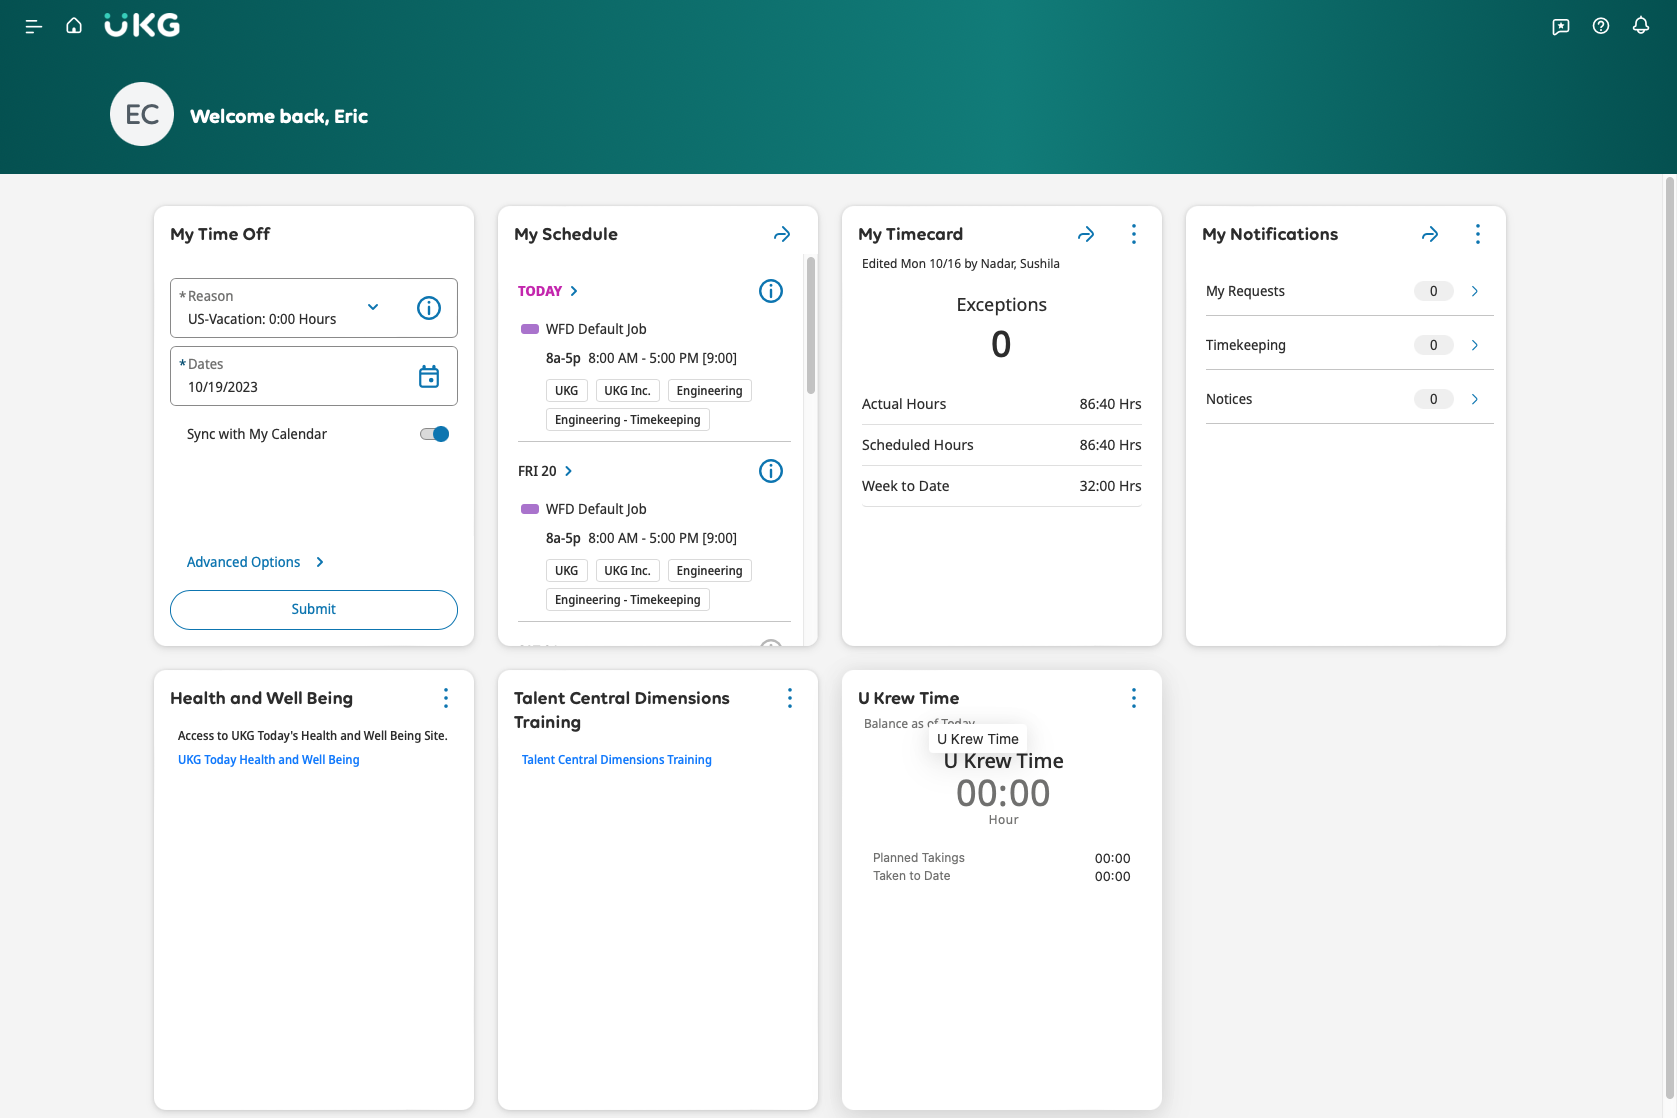 UKG
EC
Welcome back, Eric
My Time Off
*Reason
US-Vacation: 0:00 Hours
*Dates
10/19/2023
Sync with My Calendar
Advanced Options
Submit
My Schedule
TODAY
WFD Default Job
8a-5p 8:00 AM - 5:00 PM [9:00]
UKG UKG Inc. Engineering
Engineering - Timekeeping
FRI 20
WFD Default Job
8a-5p 8:00 AM - 5:00 PM [9:00]
UKG UKG Inc. Engineering
Engineering - Timekeeping
My Timecard
Edited Mon 10/16 by Nadar, Sushila
Exceptions
0
Actual Hours 86:40 Hrs
Scheduled Hours 86:40 Hrs
Week to Date 32:00 Hrs
My Notifications
My Requests 0
Timekeeping 0
Notices 0
Health and Well Being
Access to UKG Today's Health and Well Being Site.
UKG Today Health and Well Being
Talent Central Dimensions
Training
Talent Central Dimensions Training
U Krew Time
Balance as of Today
U Krew Time
U Krew Time
00:00
Hour
Planned Takings 00:00
Taken to Date 00:00